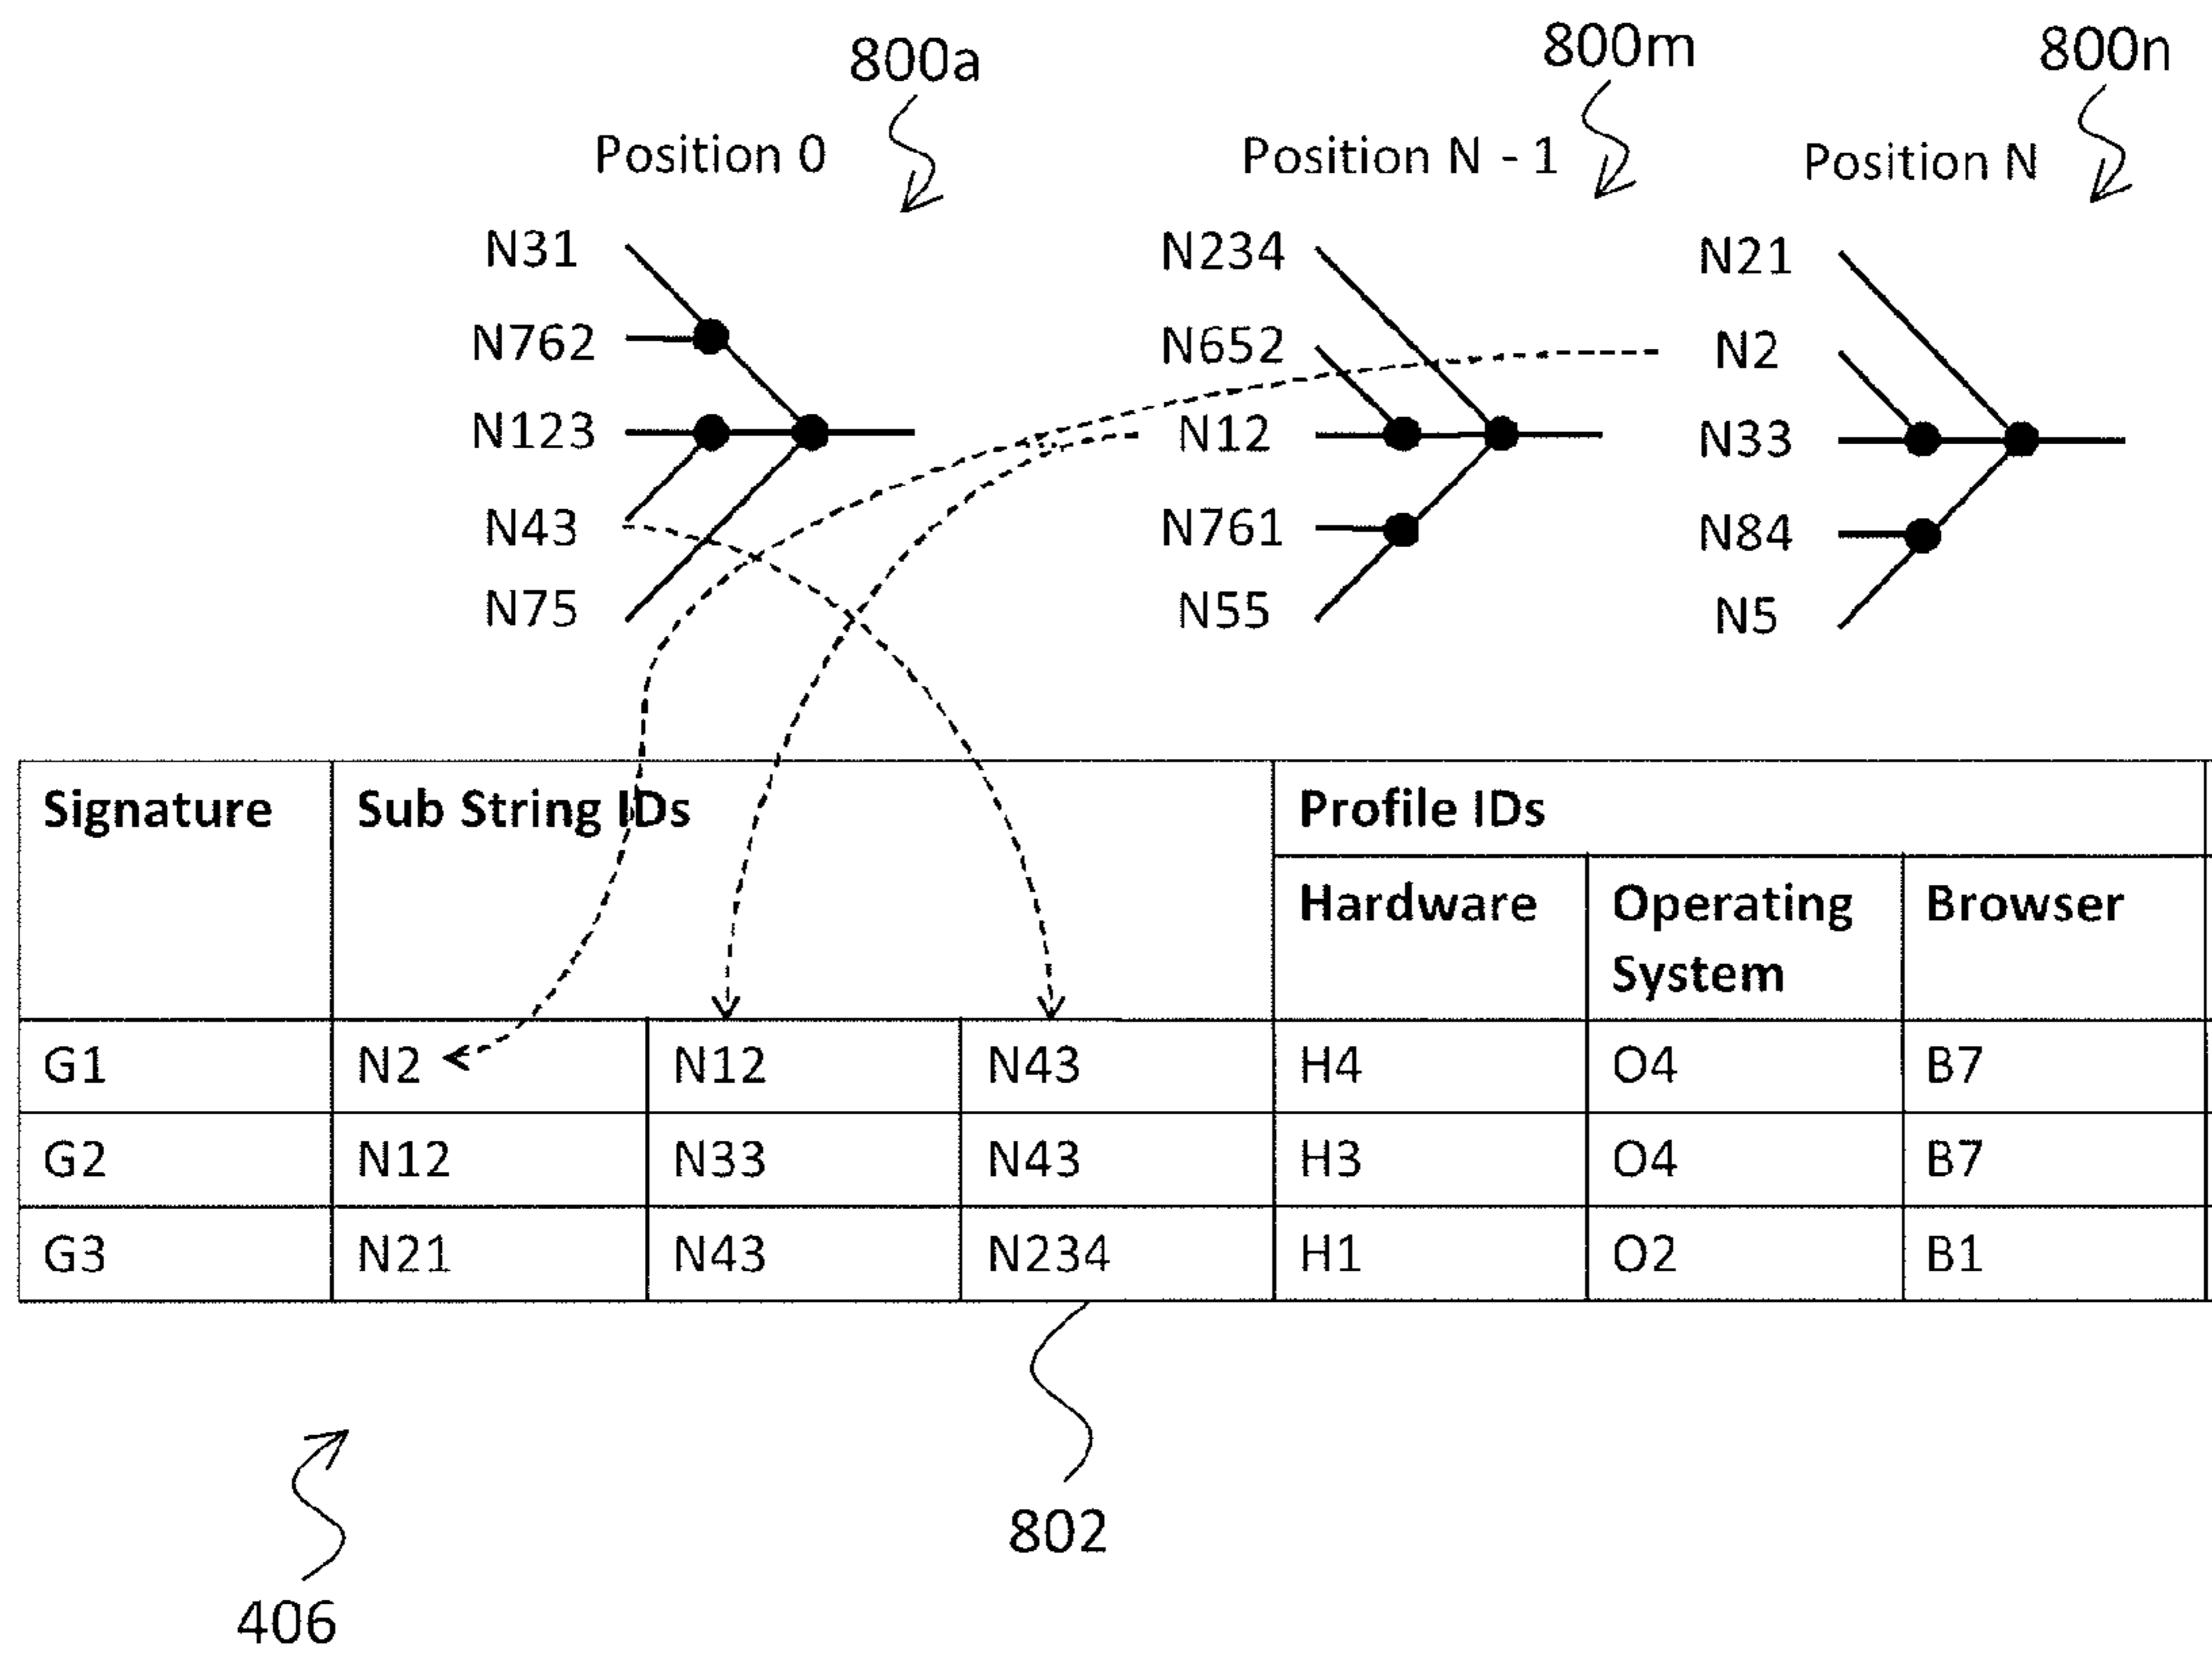 800a
800m
800n
Position 0
Position N - 1
Position N
N31
N762
N123
N43
N75
N234
N652
N12
N761
N55
N21
N2
N33
N84
N5
Signature
Sub String IDs
Profile IDs
Hardware
Operating
System
Browser
G1 N2 N12 N43 H4 O4 B7
G2 N12 N33 N43 H3 O4 B7
G3 N21 N43 N234 H1 O2 B1
802
406